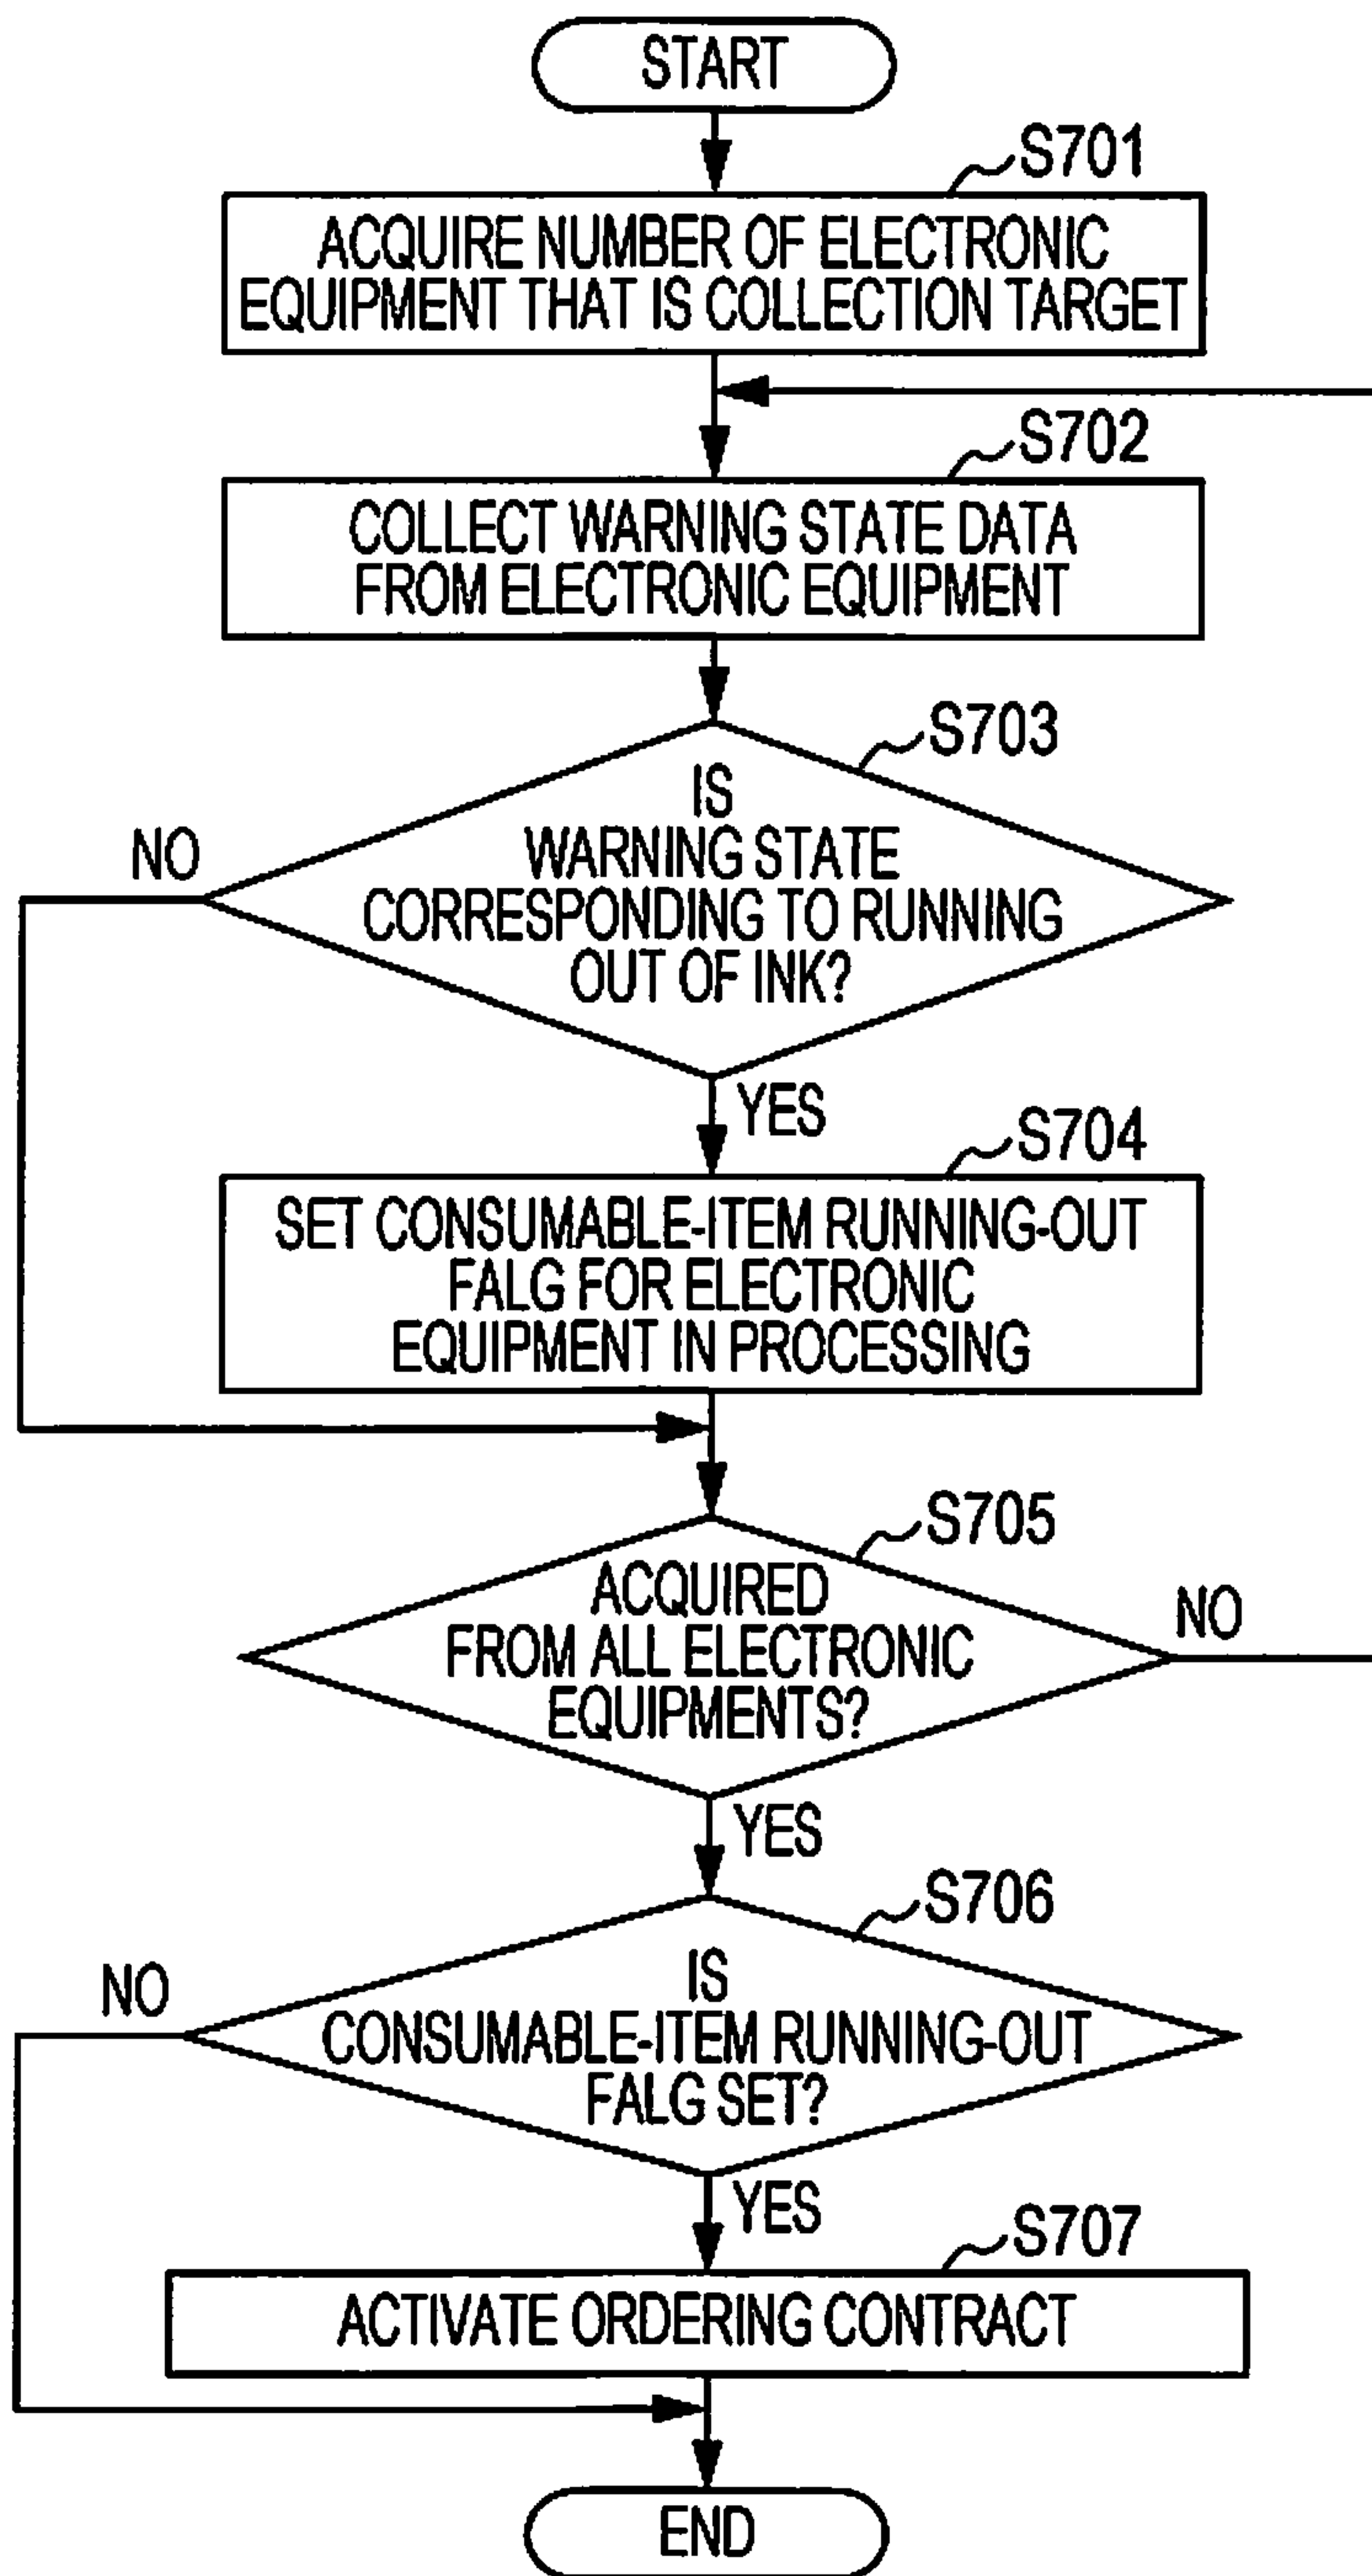 START
S701
ACQUIRE NUMBER OF ELECTRONIC
EQUIPMENT THAT IS COLLECTION TARGET
S702
COLLECT WARNING STATE DATA
FROM ELECTRONIC EQUIPMENT
S703
IS
WARNING STATE
CORRESPONDING TO RUNNING
OUT OF INK?
NO
YES
S704
SET CONSUMABLE-ITEM RUNNING-OUT
FALG FOR ELECTRONIC
EQUIPMENT IN PROCESSING
S705
ACQUIRED
FROM ALL ELECTRONIC
EQUIPMENTS?
NO
YES
S706
IS
CONSUMABLE-ITEM RUNNING-OUT
FALG SET?
NO
YES
S707
ACTIVATE ORDERING CONTRACT
END